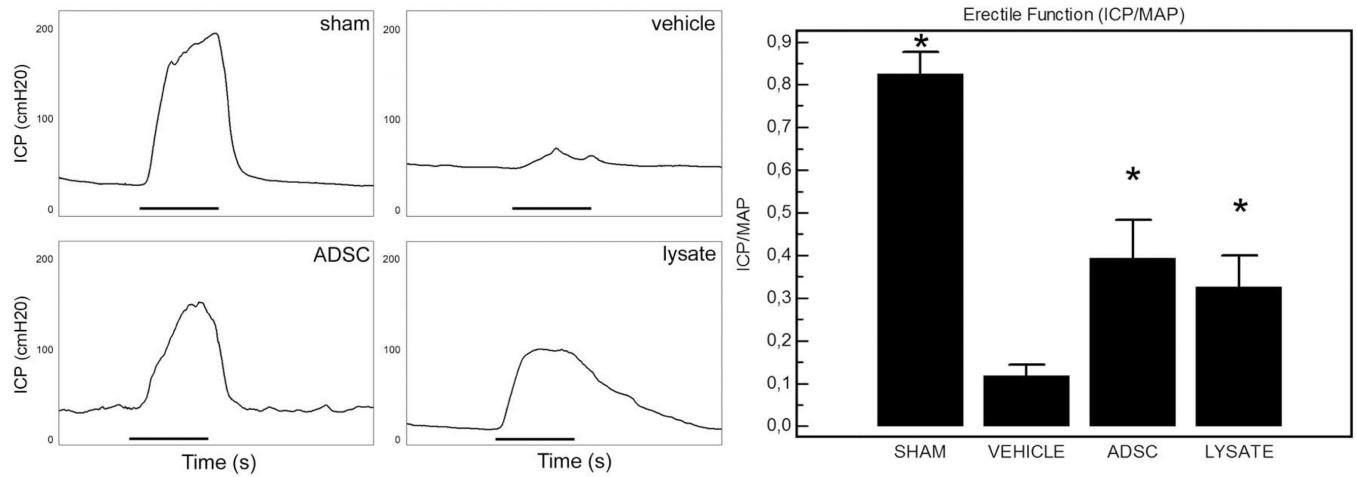 sham
200
100
0
ICP (cmH20)
vehicle
200
100
0
ADSC
200
100
0
ICP (cmH20)
Time (s)
lysate
200
100
0
Time (s)
Erectile Function (ICP/MAP)
0,9
0,8
0,7
0,6
0,5
0,4
0,3
0,2
0,1
0,0
ICP/MAP
* * *
SHAM VEHICLE ADSC LYSATE